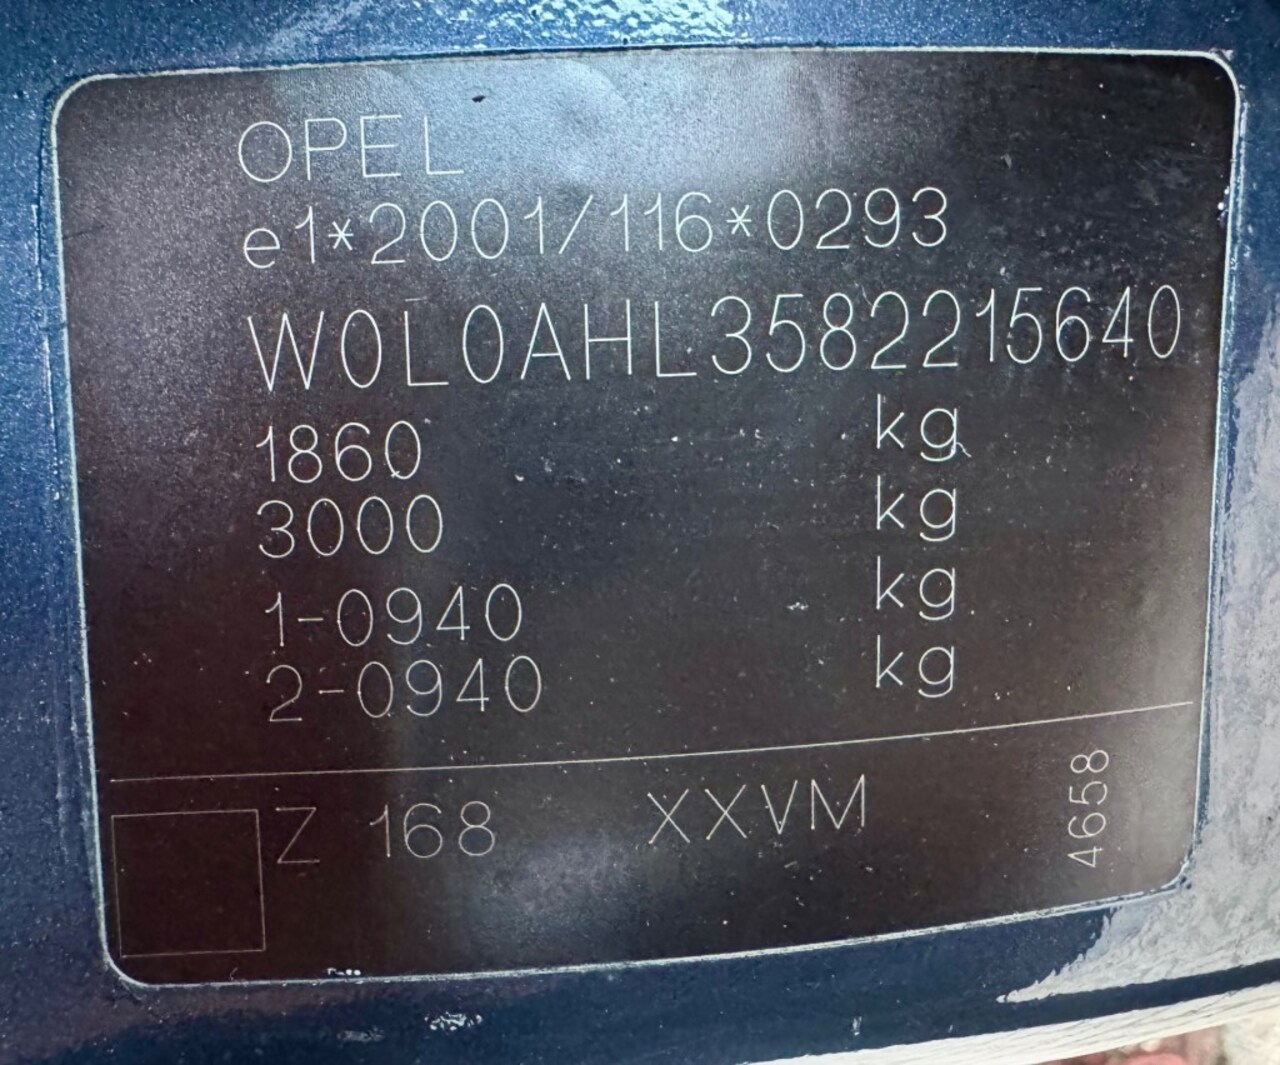 OPEL
e1*2001/116*0293
W0L0AHL3582215640
1860 kg
3000 kg
1-0940 kg
2-0940 kg
Z 168 XXVM
4658